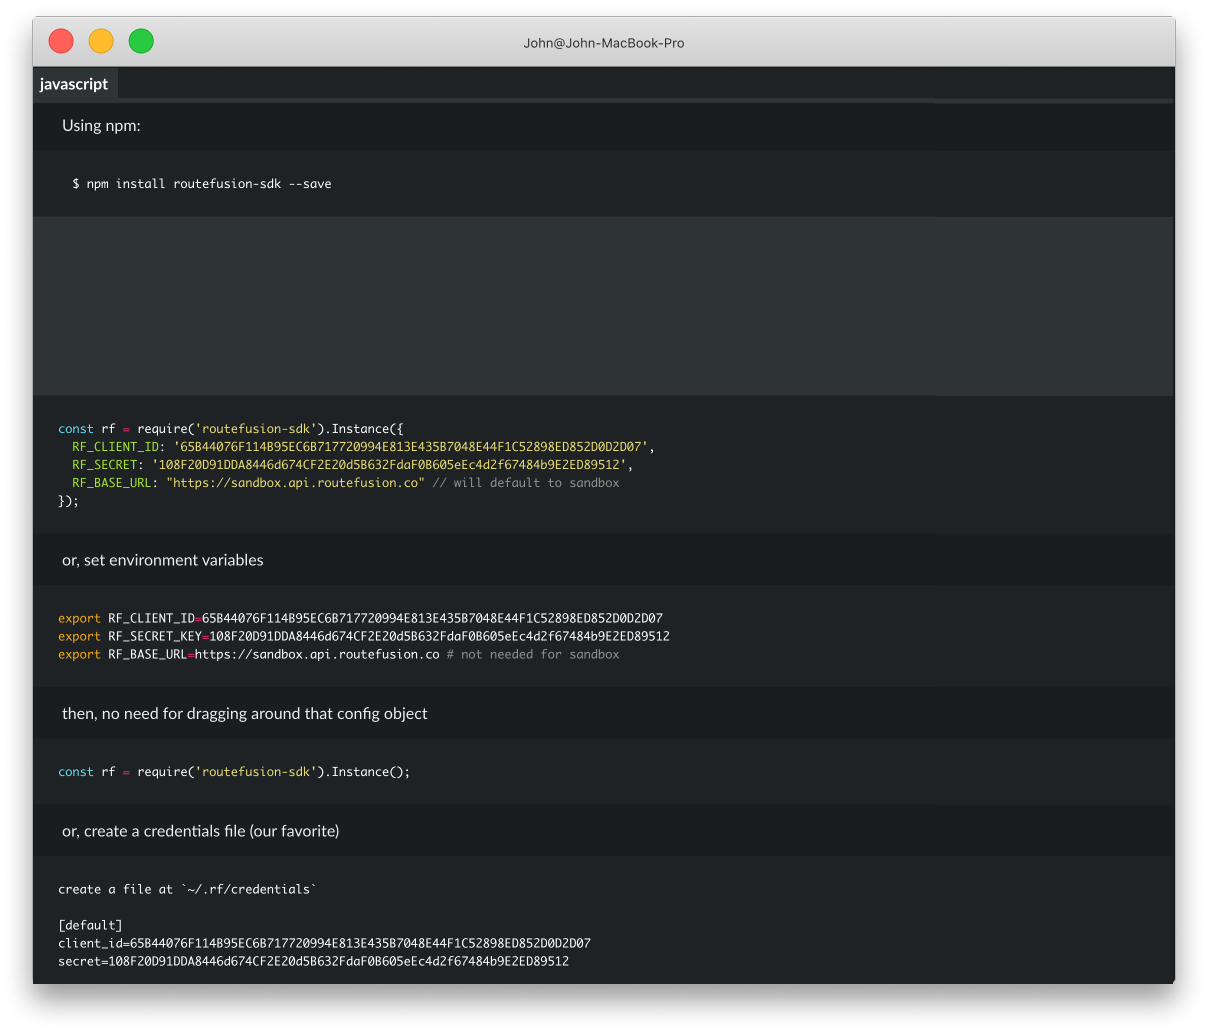 John@John-MacBook-Pro
javascript
Using npm:
$ npm install routefusion-sdk --save
const rf = require('routefusion-sdk').Instance({
RF_CLIENT_ID: '65B44076F114B95EC6B717720994E813E435B7048E44F1C52898ED852D0D2D07',
RF_SECRET: '108F20D91DDA8446d674CF2E20d5B632FdaF0B605eEc4d2f67484b9E2ED89512',
RF_BASE_URL: "https://sandbox.api.routefusion.co" // will default to sandbox
});
or, set environment variables
export RF_CLIENT_ID=65B44076F114B95EC6B717720994E813E435B7048E44F1C52898ED852D0D2D07
export RF_SECRET_KEY=108F20D91DDA8446d674CF2E20d5B632FdaF0B605eEc4d2f67484b9E2ED89512
export RF_BASE_URL=https://sandbox.api.routefusion.co # not needed for sandbox
then, no need for dragging around that config object
const rf = require('routefusion-sdk').Instance();
or, create a credentials file (our favorite)
create a file at `~/.rf/credentials`
[default]
client_id=65B44076F114B95EC6B717720994E813E435B7048E44F1C52898ED852D0D2D07
secret=108F20D91DDA8446d674CF2E20d5B632FdaF0B605eEc4d2f67484b9E2ED89512